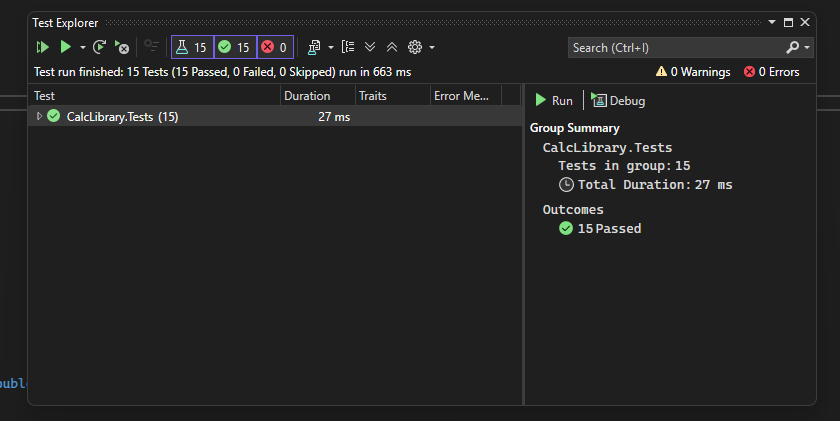 Test Explorer
15 15 0
Search (Ctrl+I)
Test run finished: 15 Tests (15 Passed, 0 Failed, 0 Skipped) run in 663 ms
0 Warnings 0 Errors
Test Duration Traits Error Me...
CalcLibrary.Tests (15) 27 ms
Run Debug
Group Summary
CalcLibrary.Tests
Tests in group: 15
Total Duration: 27 ms
Outcomes
15 Passed